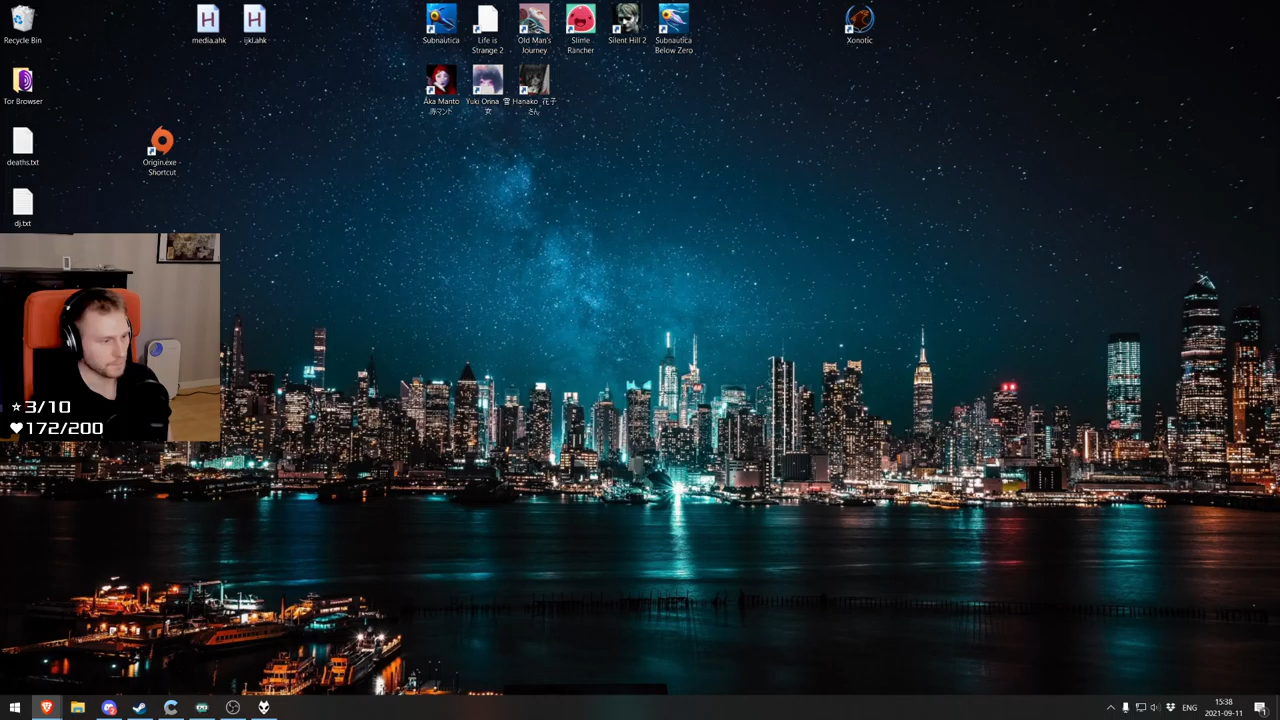 Recycle Bin
media.ahk
ijkl.ahk
Subnautica
Life is
Strange 2
Old Man's
Journey
Slime
Rancher
Silent Hill 2
Subnautica
Below Zero
Xonotic
Tor Browser
Aka Manto
赤マント
Yuki Onna 雪
女
Hanako 花子
さん
deaths.txt
Origin.exe -
Shortcut
dj.txt
3/10
172/200
ENG
15:38
2021-09-11